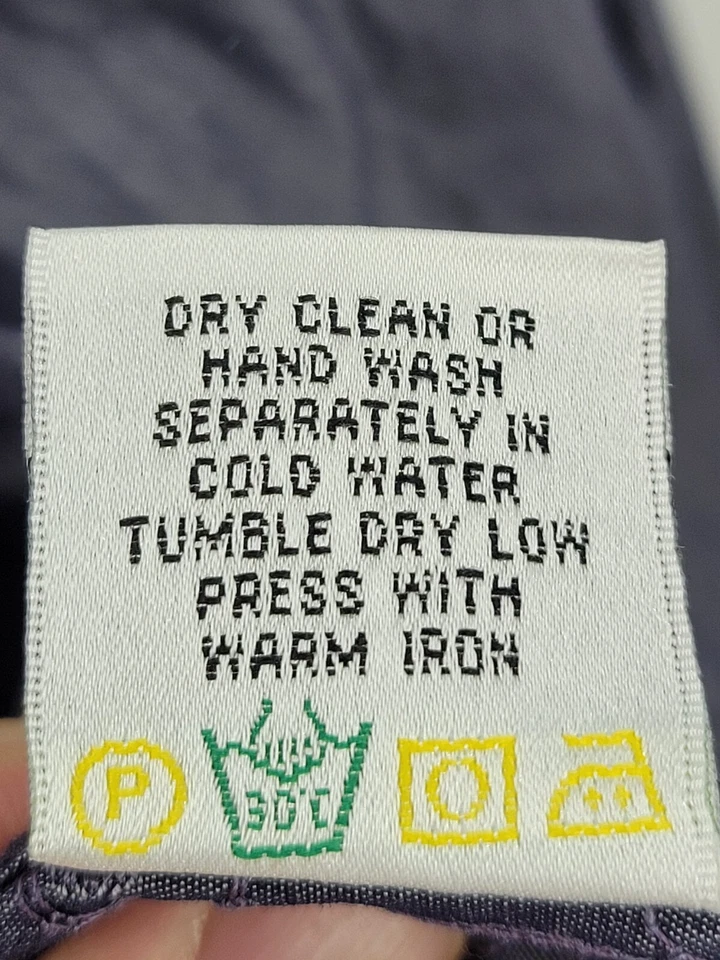 DRY CLEAN OR
HAND WASH
SEPARATELY IN
COLD WATER
TUMBLE DRY LOW
PRESS WITH
WARM IRON
P 30°C